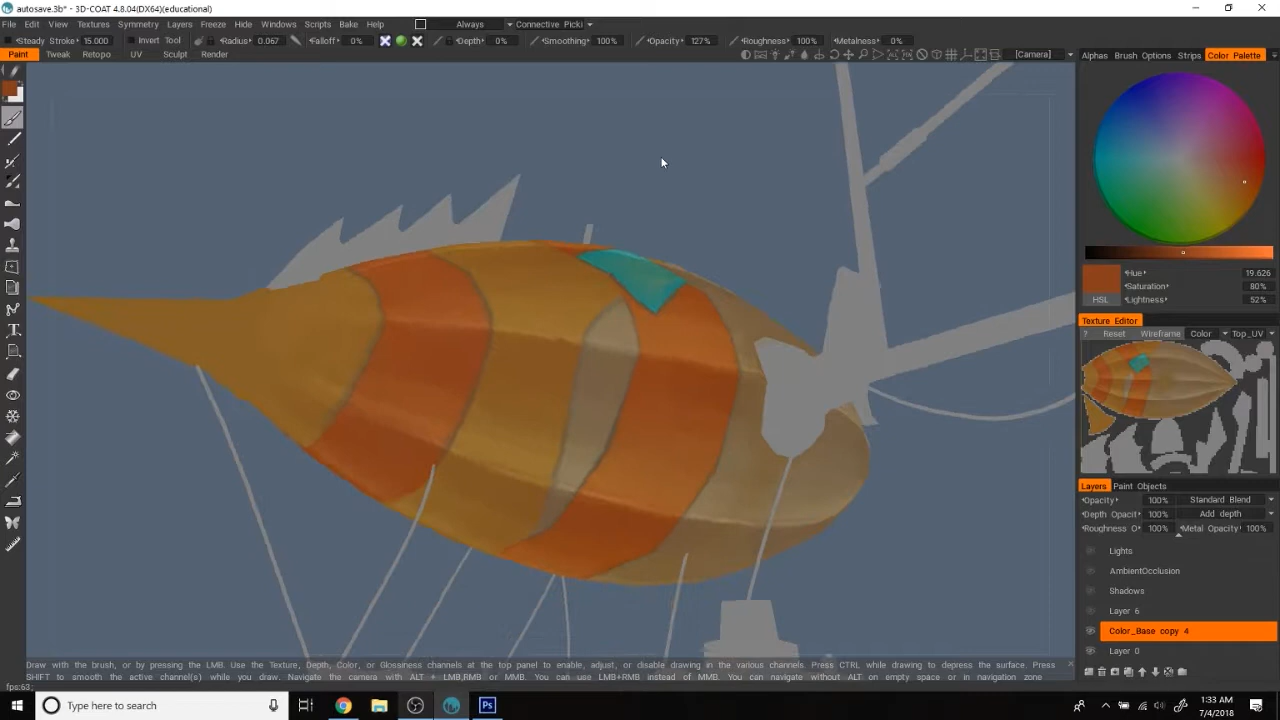 autosave.3b* - 3D-COAT 4.8.04(DX64)(educational)
File Edit View Textures Symmetry Layers Freeze Hide Windows Scripts Bake Help Always Connective Picki
Steady Stroke 15.000 Invert Tool Radius 0.067 Falloff 0% Depth 0% Smoothing 100% Opacity 127% Roughness 100% Metalness 0%
Paint Tweak Retopo UV Sculpt Render [Camera] Alphas Brush Options Strips Color Palette
Hue 19.626
Saturation 80%
HSL Lightness 52%
Texture Editor
? Reset Wireframe Color Top_UV
Layers Paint Objects
Opacity 100% Standard Blend
Depth Opacit 100% Add depth
Roughness O 100% Metal Opacity 100%
Lights
AmbientOcclusion
Shadows
Layer 6
Color_Base copy 4
Layer 0
Draw with the brush, or by pressing the LMB. Use the Texture, Depth, Color, or Glossiness channels at the top panel to enable, adjust, or disable drawing in the various channels. Press CTRL while drawing to depress the surface. Press
SHIFT to smooth the active channel(s) while you draw. Navigate the camera with ALT + LMB,RMB or MMB. You can use LMB+RMB instead of MMB. You can navigate without ALT on empty space or in navigation zone
fps:63;
Type here to search
Ps
1:33 AM
7/4/2018